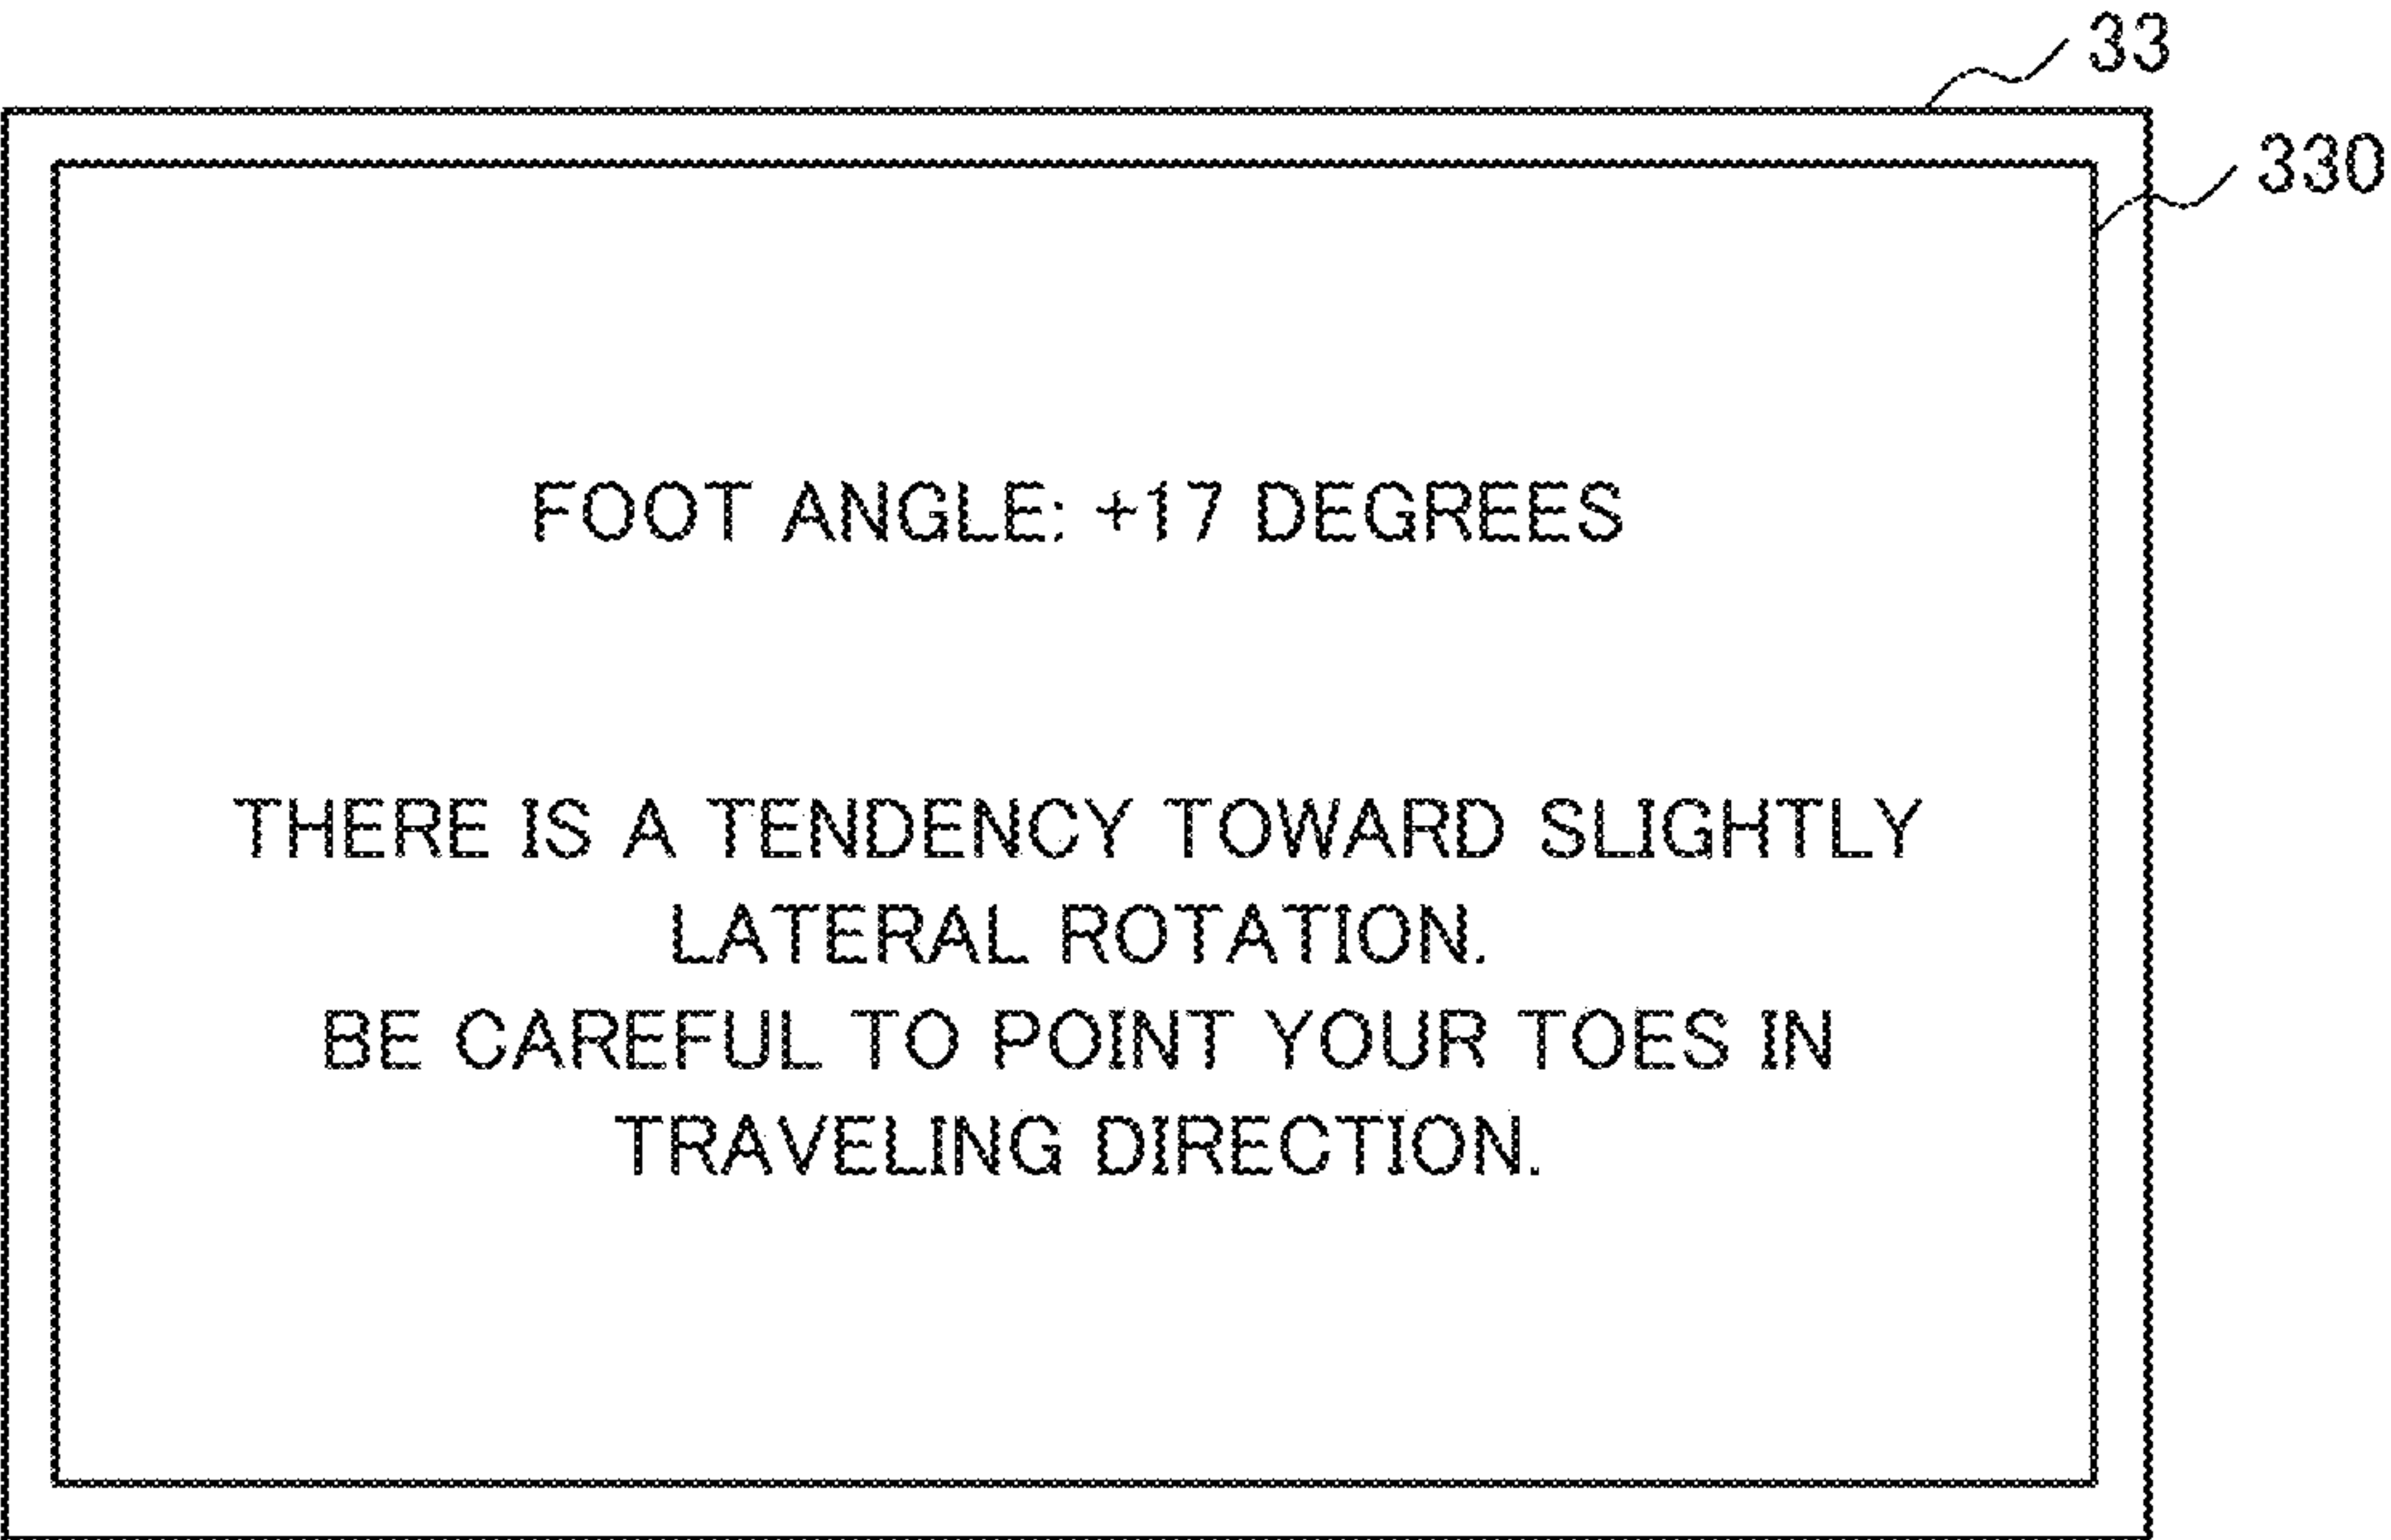 33
330
FOOT ANGLE: +17 DEGREES
THERE IS A TENDENCY TOWARD SLIGHTLY
LATERAL ROTATION.
BE CAREFUL TO POINT YOUR TOES IN
TRAVELING DIRECTION.